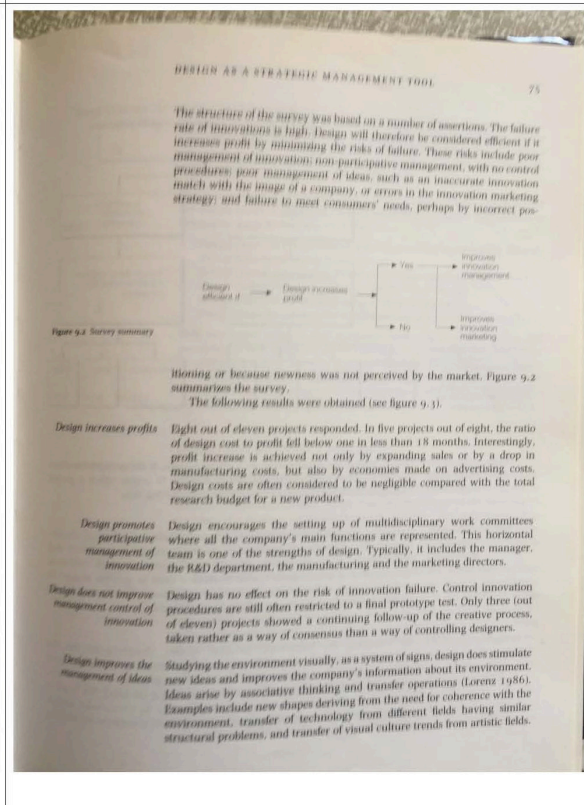 DESIGN AS A STRATEGIC MANAGEMENT TOOL
75
The structure of the survey was based on a number of assertions. The failure
rate of innovations is high. Design will therefore be considered efficient if it
increases profit by minimizing the risks of failure. These risks include poor
management of innovation: non-participative management, with no control
procedures; poor management of ideas, such as an inaccurate innovation
match with the image of a company, or errors in the innovation marketing
strategy; and failure to meet consumers' needs, perhaps by incorrect pos-
Design
efficient if
Design increases
profit
Yes
Improves
innovation
management
No
Improves
innovation
marketing
Figure 9.2 Survey summary
itioning or because newness was not perceived by the market. Figure 9.2
summarizes the survey.
The following results were obtained (see figure 9.3).
Design increases profits
Eight out of eleven projects responded. In five projects out of eight, the ratio
of design cost to profit fell below one in less than 18 months. Interestingly,
profit increase is achieved not only by expanding sales or by a drop in
manufacturing costs, but also by economies made on advertising costs.
Design costs are often considered to be negligible compared with the total
research budget for a new product.
Design promotes
participative
management of
innovation
Design encourages the setting up of multidisciplinary work committees
where all the company's main functions are represented. This horizontal
team is one of the strengths of design. Typically, it includes the manager,
the R&D department, the manufacturing and the marketing directors.
Design does not improve
management control of
innovation
Design has no effect on the risk of innovation failure. Control innovation
procedures are still often restricted to a final prototype test. Only three (out
of eleven) projects showed a continuing follow-up of the creative process,
taken rather as a way of consensus than a way of controlling designers.
Design improves the
management of ideas
Studying the environment visually, as a system of signs, design does stimulate
new ideas and improves the company's information about its environment.
Ideas arise by associative thinking and transfer operations (Lorenz 1986).
Examples include new shapes deriving from the need for coherence with the
environment, transfer of technology from different fields having similar
structural problems, and transfer of visual culture trends from artistic fields.